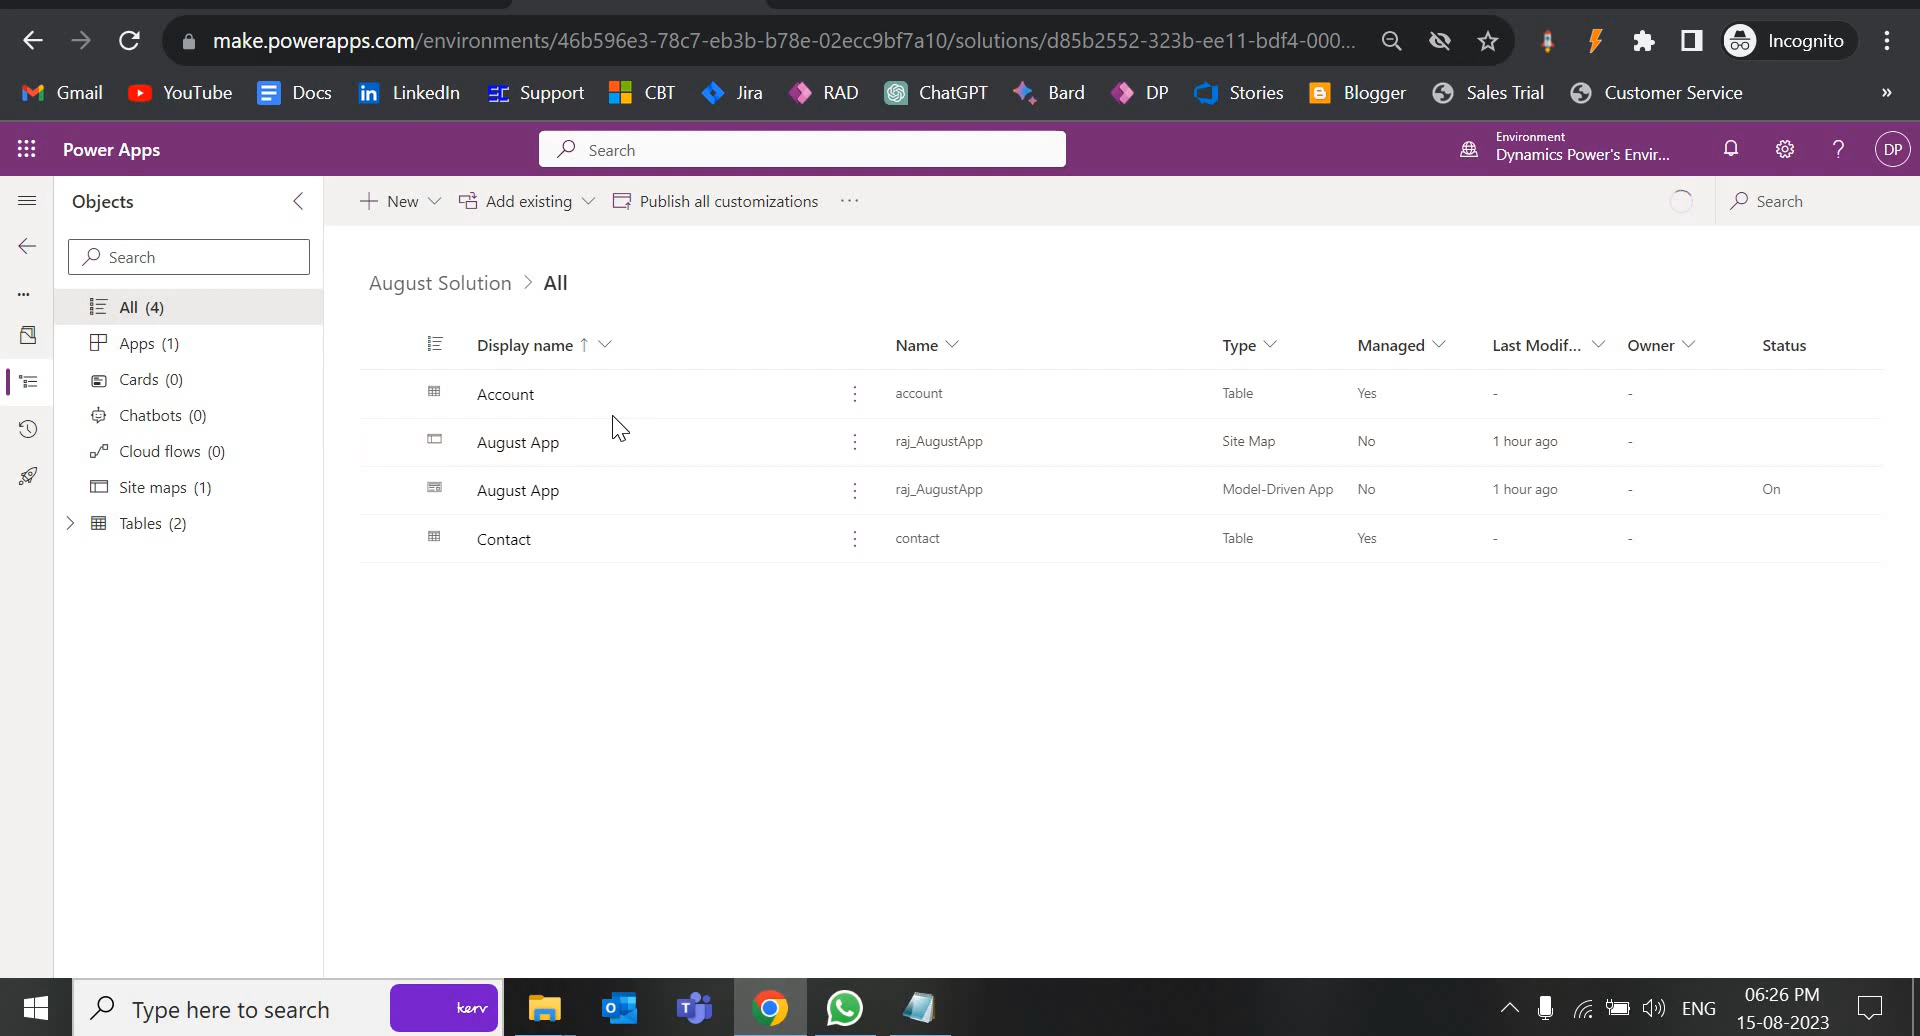 make.powerapps.com/environments/46b596e3-78c7-eb3b-b78e-02ecc9bf7a10/solutions/d85b2552-323b-ee11-bdf4-000...
Incognito
Gmail YouTube Docs LinkedIn Support CBT Jira RAD ChatGPT Bard DP Stories Blogger Sales Trial Customer Service »
Power Apps
Search
Environment
Dynamics Power's Envir...
?
DP
Objects
New
Add existing
Publish all customizations
...
Search
Search
August Solution > All
All (4)
Apps (1)
Cards (0)
Chatbots (0)
Cloud flows (0)
Site maps (1)
Tables (2)
Display name ↑ Name Type Managed Last Modif... Owner Status
Account account Table Yes - -
August App raj_AugustApp Site Map No 1 hour ago -
August App raj_AugustApp Model-Driven App No 1 hour ago - On
Contact contact Table Yes - -
Type here to search
kerv
ENG
06:26 PM
15-08-2023